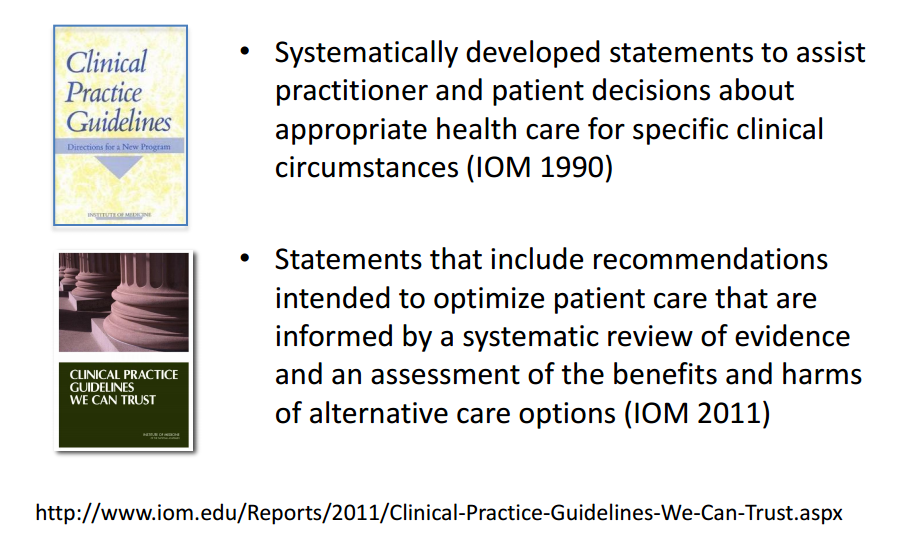 Clinical
Practice
Guidelines
Directions for a New Program
INSTITUTE OF MEDICINE
• Systematically developed statements to assist
practitioner and patient decisions about
appropriate health care for specific clinical
circumstances (IOM 1990)
CLINICAL PRACTICE
GUIDELINES
WE CAN TRUST
INSTITUTE OF MEDICINE
• Statements that include recommendations
intended to optimize patient care that are
informed by a systematic review of evidence
and an assessment of the benefits and harms
of alternative care options (IOM 2011)
http://www.iom.edu/Reports/2011/Clinical-Practice-Guidelines-We-Can-Trust.aspx